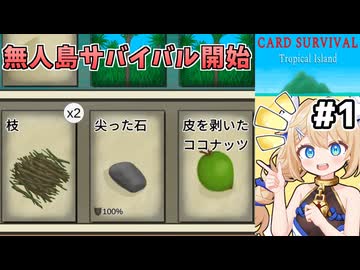 無人島サバイバル開始
CARD SURVIVAL
Tropical Island
#1
枝
x2
尖った石
100%
皮を剥いた
ココナッツ